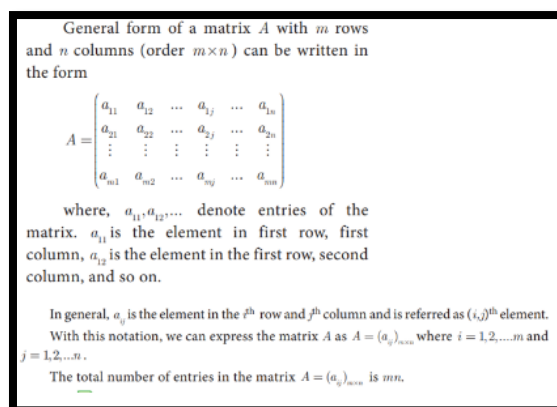 General form of a matrix A with m rows
and n columns (order m×n) can be written in
the form
a₁₁ a₁₂ ... a₁ⱼ ... a₁ₙ
a₂₁ a₂₂ ... a₂ⱼ ... a₂ₙ
A =
⋮ ⋮ ⋮ ⋮ ⋮ ⋮
aₘ₁ aₘ₂ ... aₘⱼ ... aₘₙ
where, a₁₁, a₁₂,... denote entries of the
matrix. a₁₁ is the element in first row, first
column, a₁₂ is the element in the first row, second
column, and so on.
In general, aᵢⱼ is the element in the iᵗʰ row and jᵗʰ column and is referred as (i,j)ᵗʰ element.
With this notation, we can express the matrix A as A = (aᵢⱼ)ₘ×ₙ where i = 1,2,....m and
j = 1,2,...n.
The total number of entries in the matrix A = (aᵢⱼ)ₘ×ₙ is mn.